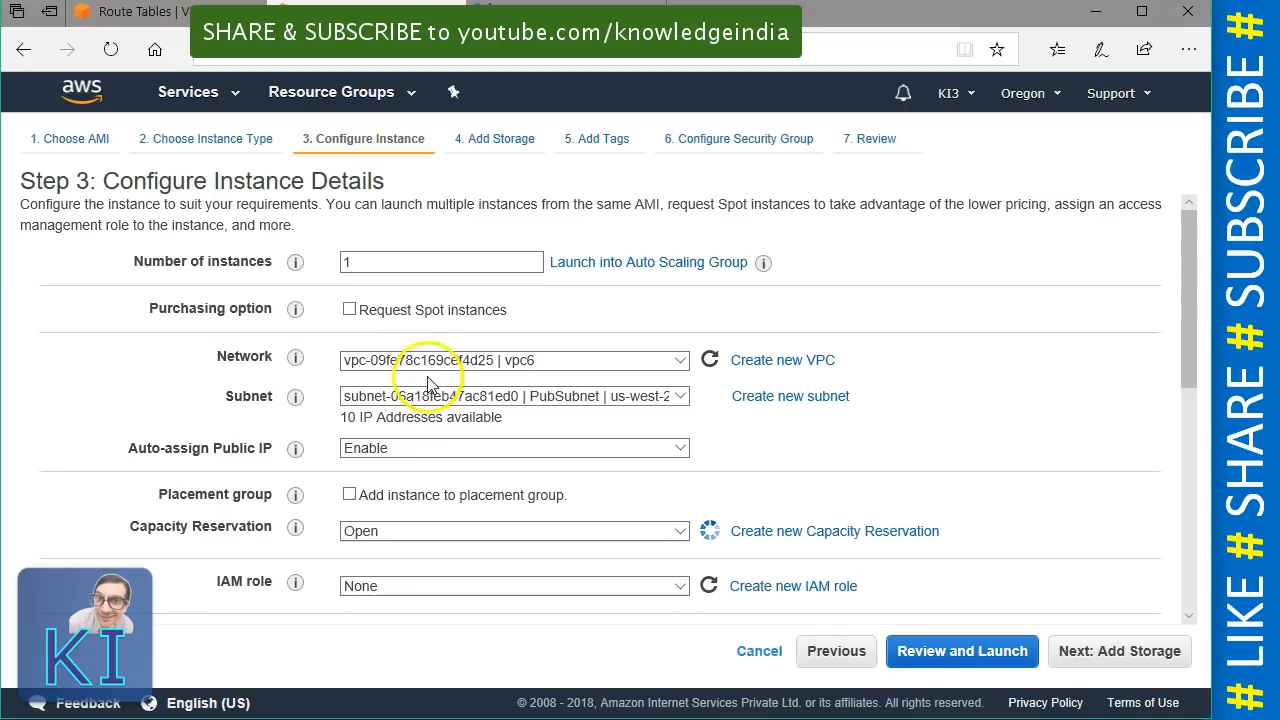 Route Tables | V
SHARE & SUBSCRIBE to youtube.com/knowledgeindia
aws
Services
Resource Groups
KI3
Oregon
Support
1. Choose AMI
2. Choose Instance Type
3. Configure Instance
4. Add Storage
5. Add Tags
6. Configure Security Group
7. Review
Step 3: Configure Instance Details
Configure the instance to suit your requirements. You can launch multiple instances from the same AMI, request Spot instances to take advantage of the lower pricing, assign an access
management role to the instance, and more.
Number of instances
1
Launch into Auto Scaling Group
Purchasing option
Request Spot instances
Network
vpc-09fe78c169cef4d25 | vpc6
Create new VPC
Subnet
subnet-06a18feb47ac81ed0 | PubSubnet | us-west-2
Create new subnet
10 IP Addresses available
Auto-assign Public IP
Enable
Placement group
Add instance to placement group.
Capacity Reservation
Open
Create new Capacity Reservation
IAM role
None
Create new IAM role
KI
Cancel
Previous
Review and Launch
Next: Add Storage
Feedback
English (US)
© 2008 - 2018, Amazon Internet Services Private Ltd. or its affiliates. All rights reserved.
Privacy Policy
Terms of Use
# LIKE # SHARE # SUBSCRIBE #